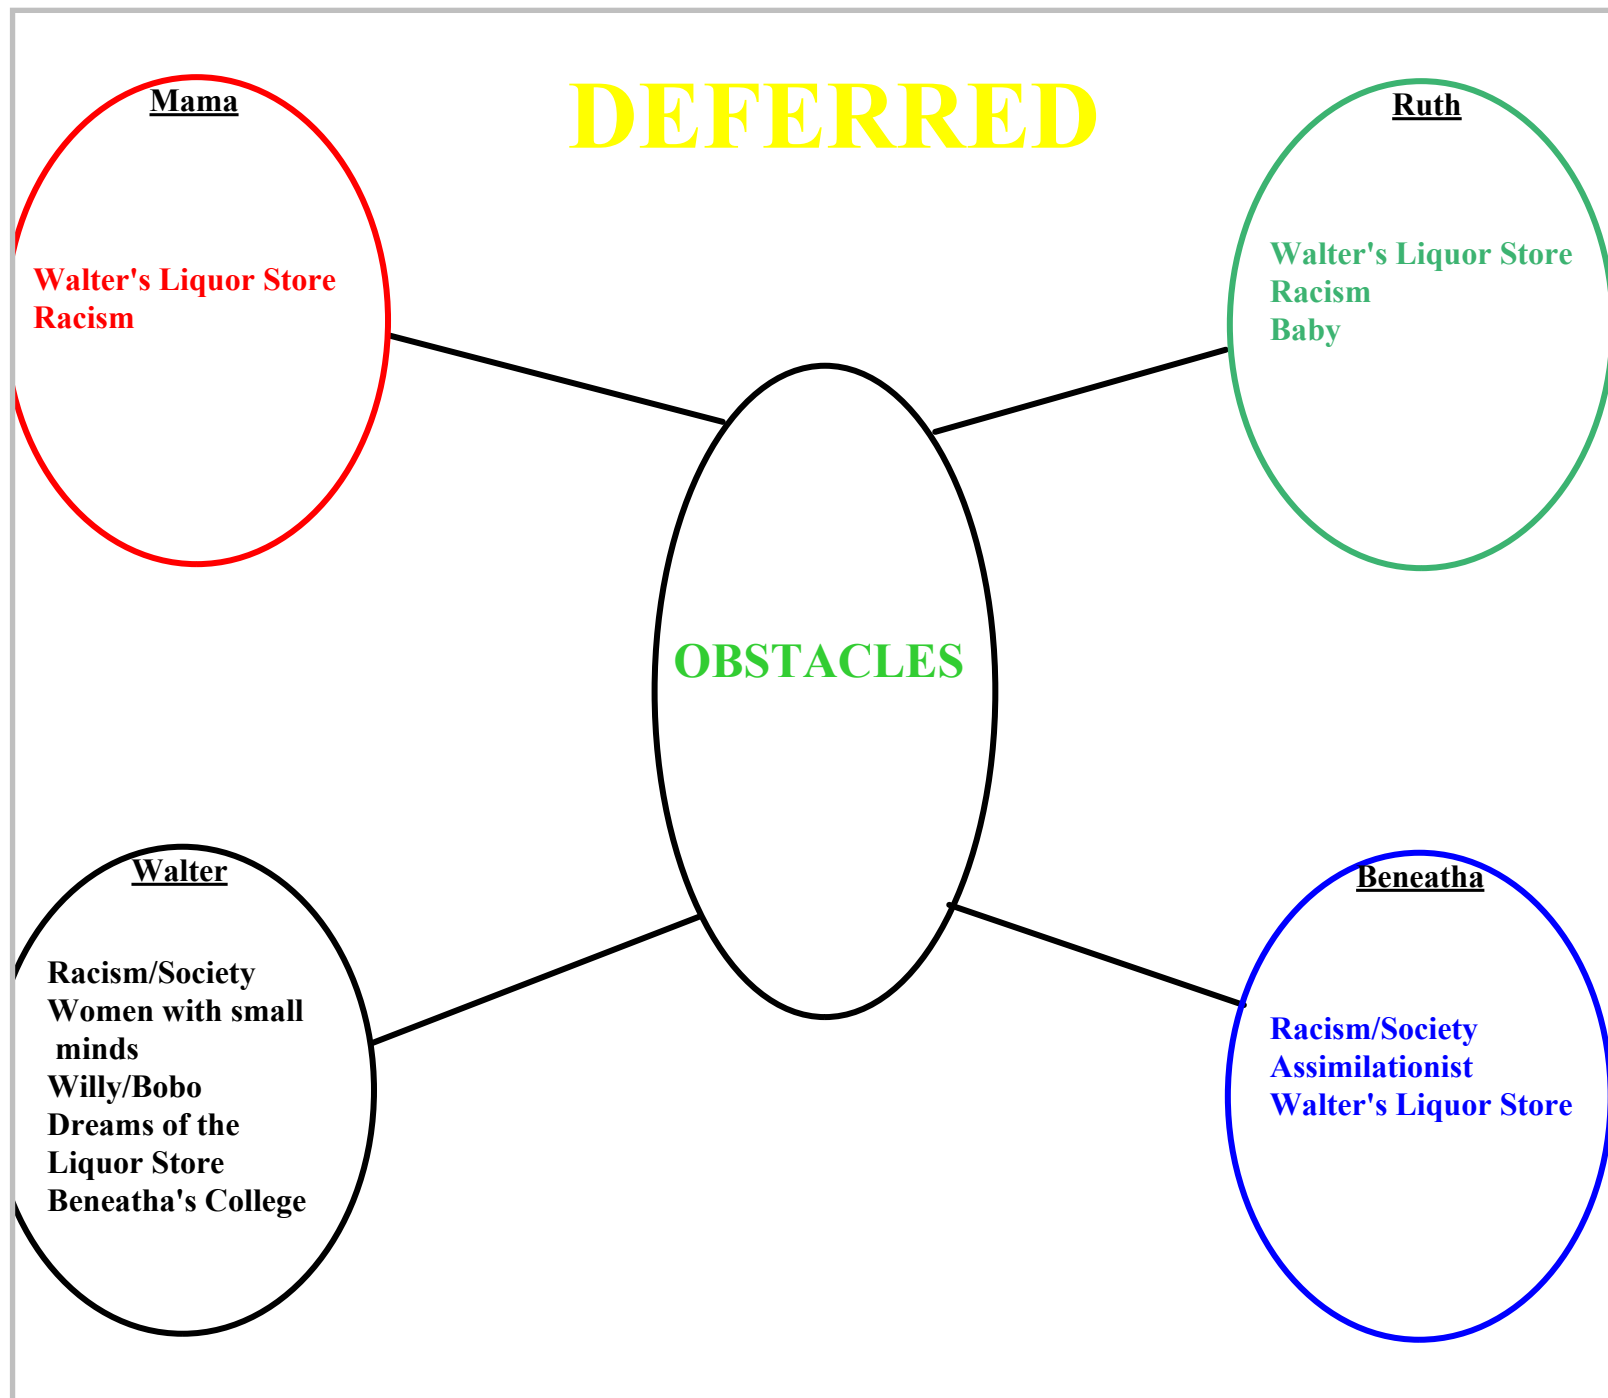 DEFERRED
Mama
Walter's Liquor Store
Racism
Ruth
Walter's Liquor Store
Racism
Baby
OBSTACLES
Walter
Racism/Society
Women with small
minds
Willy/Bobo
Dreams of the
Liquor Store
Beneatha's College
Beneatha
Racism/Society
Assimilationist
Walter's Liquor Store